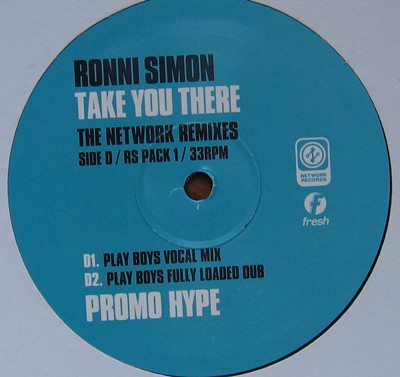 RONNI SIMON
TAKE YOU THERE
THE NETWORK REMIXES
SIDE D / RS PACK 1 / 33RPM
NETWORK
RECORDS
fresh
D1. PLAY BOYS VOCAL MIX
D2. PLAY BOYS FULLY LOADED DUB
PROMO HYPE